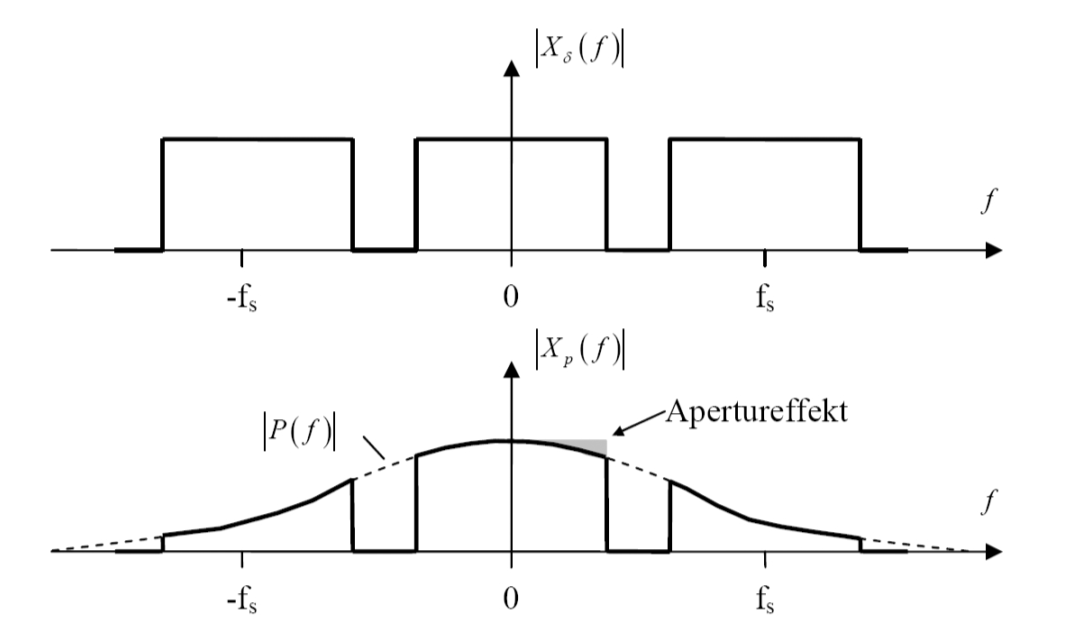 |X_δ(f)|
f
-f_s 0 f_s
|X_p(f)|
Apertureffekt
|P(f)|
f
-f_s 0 f_s